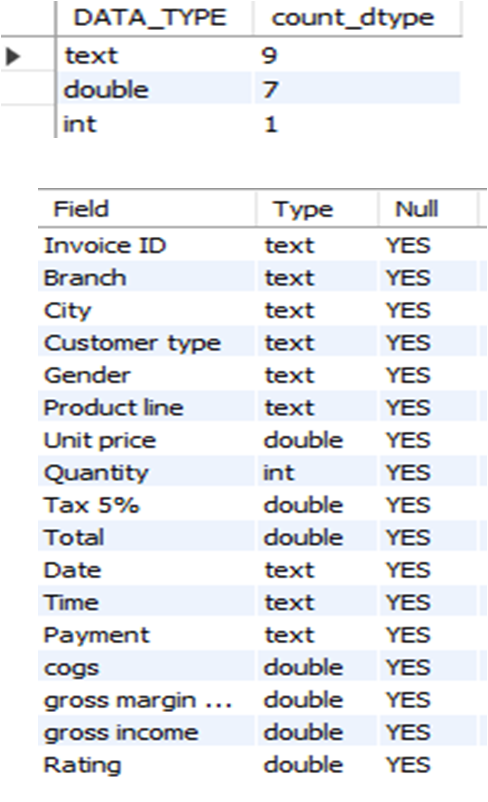 DATA_TYPE count_dtype
text 9
double 7
int 1
Field Type Null
Invoice ID text YES
Branch text YES
City text YES
Customer type text YES
Gender text YES
Product line text YES
Unit price double YES
Quantity int YES
Tax 5% double YES
Total double YES
Date text YES
Time text YES
Payment text YES
cogs double YES
gross margin ... double YES
gross income double YES
Rating double YES